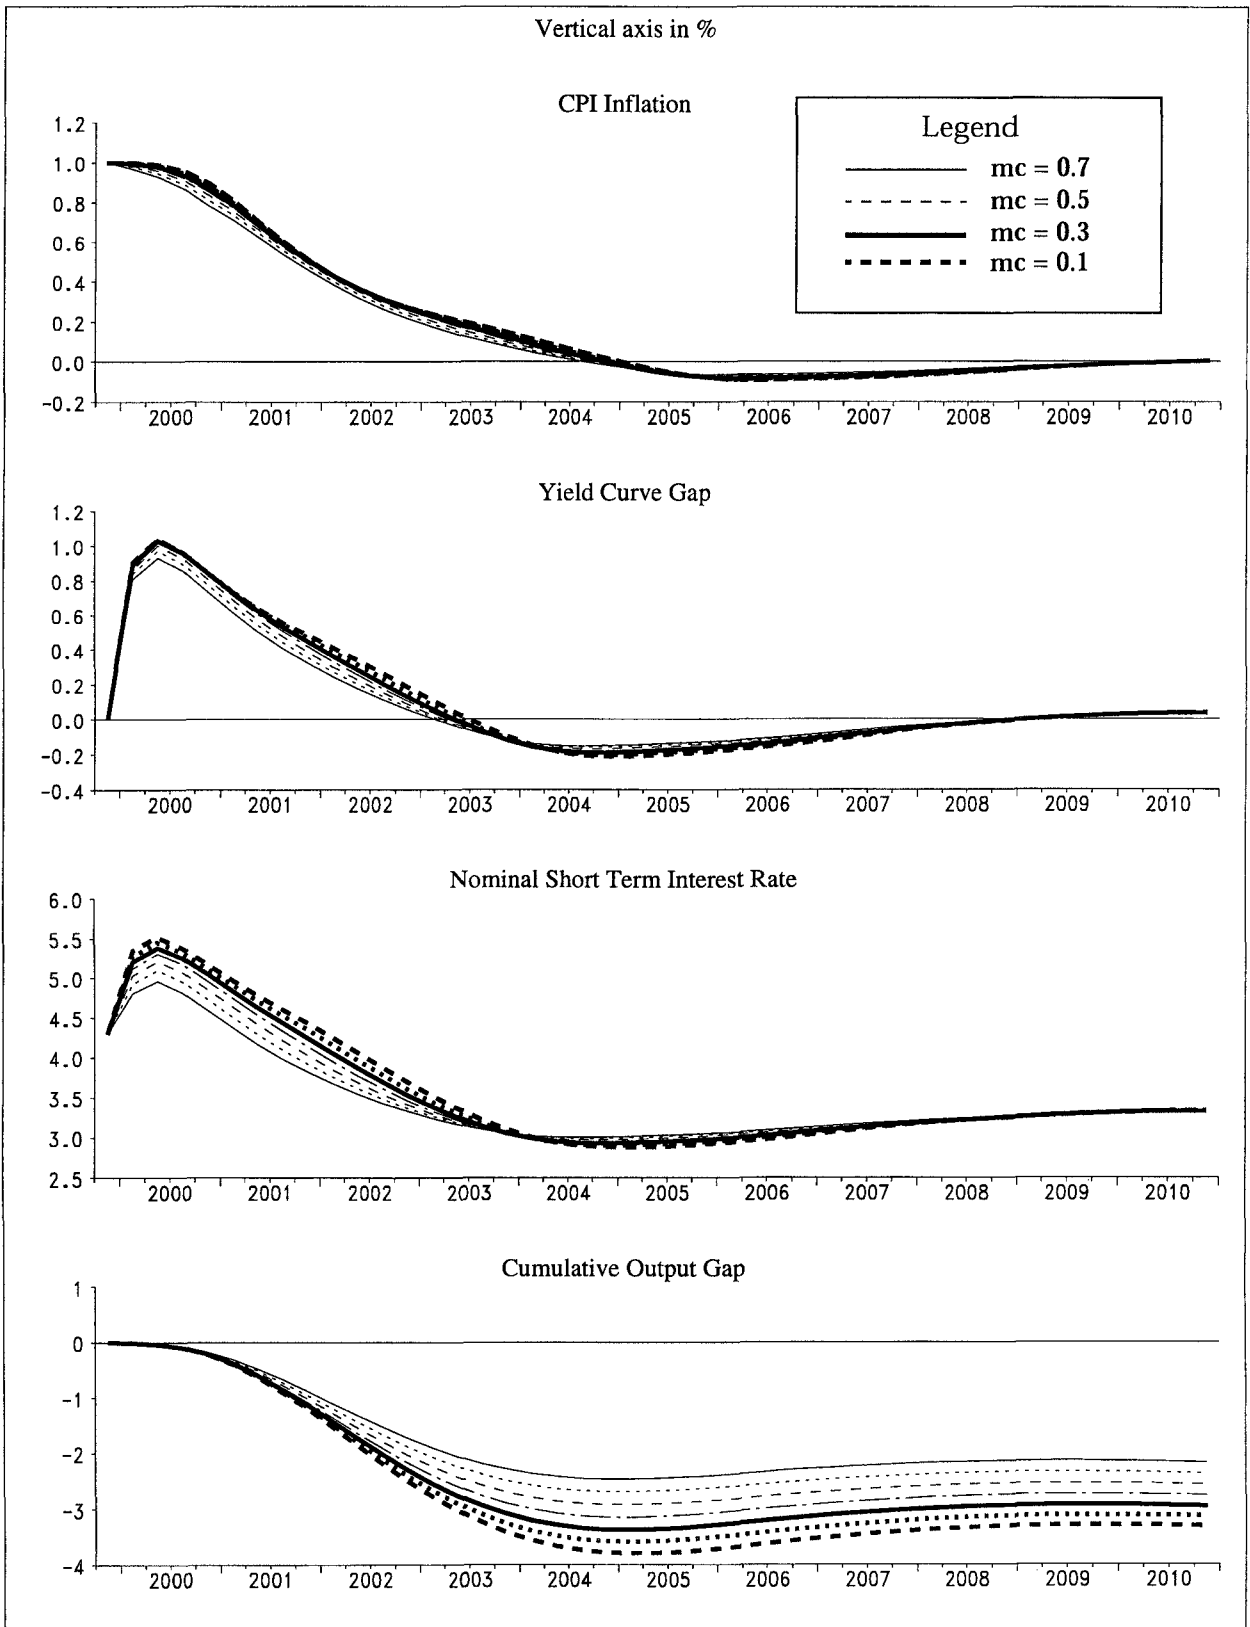 Vertical axis in %
CPI Inflation
Legend
mc = 0.7
mc = 0.5
mc = 0.3
mc = 0.1
1.2
1.0
0.8
0.6
0.4
0.2
0.0
-0.2
2000 2001 2002 2003 2004 2005 2006 2007 2008 2009 2010
Yield Curve Gap
1.2
1.0
0.8
0.6
0.4
0.2
0.0
-0.2
-0.4
2000 2001 2002 2003 2004 2005 2006 2007 2008 2009 2010
Nominal Short Term Interest Rate
6.0
5.5
5.0
4.5
4.0
3.5
3.0
2.5
2000 2001 2002 2003 2004 2005 2006 2007 2008 2009 2010
Cumulative Output Gap
1
0
-1
-2
-3
-4
2000 2001 2002 2003 2004 2005 2006 2007 2008 2009 2010